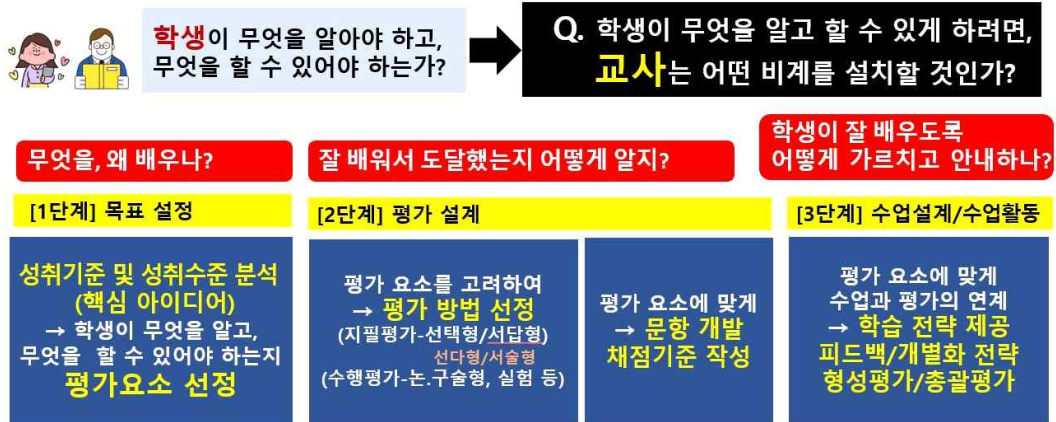 학생이 무엇을 알아야 하고,
무엇을 할 수 있어야 하는가?
Q. 학생이 무엇을 알고 할 수 있게 하려면,
교사는 어떤 비계를 설치할 것인가?
무엇을, 왜 배우나?
잘 배워서 도달했는지 어떻게 알지?
학생이 잘 배우도록
어떻게 가르치고 안내하나?
[1단계] 목표 설정
[2단계] 평가 설계
[3단계] 수업설계/수업활동
성취기준 및 성취수준 분석
(핵심 아이디어)
→ 학생이 무엇을 알고,
무엇을 할 수 있어야 하는지
평가요소 선정
평가 요소를 고려하여
→ 평가 방법 선정
(지필평가-선택형/서답형)
선다형/서술형
(수행평가-논.구술형, 실험 등)
평가 요소에 맞게
→ 문항 개발
채점기준 작성
평가 요소에 맞게
수업과 평가의 연계
→ 학습 전략 제공
피드백/개별화 전략
형성평가/총괄평가